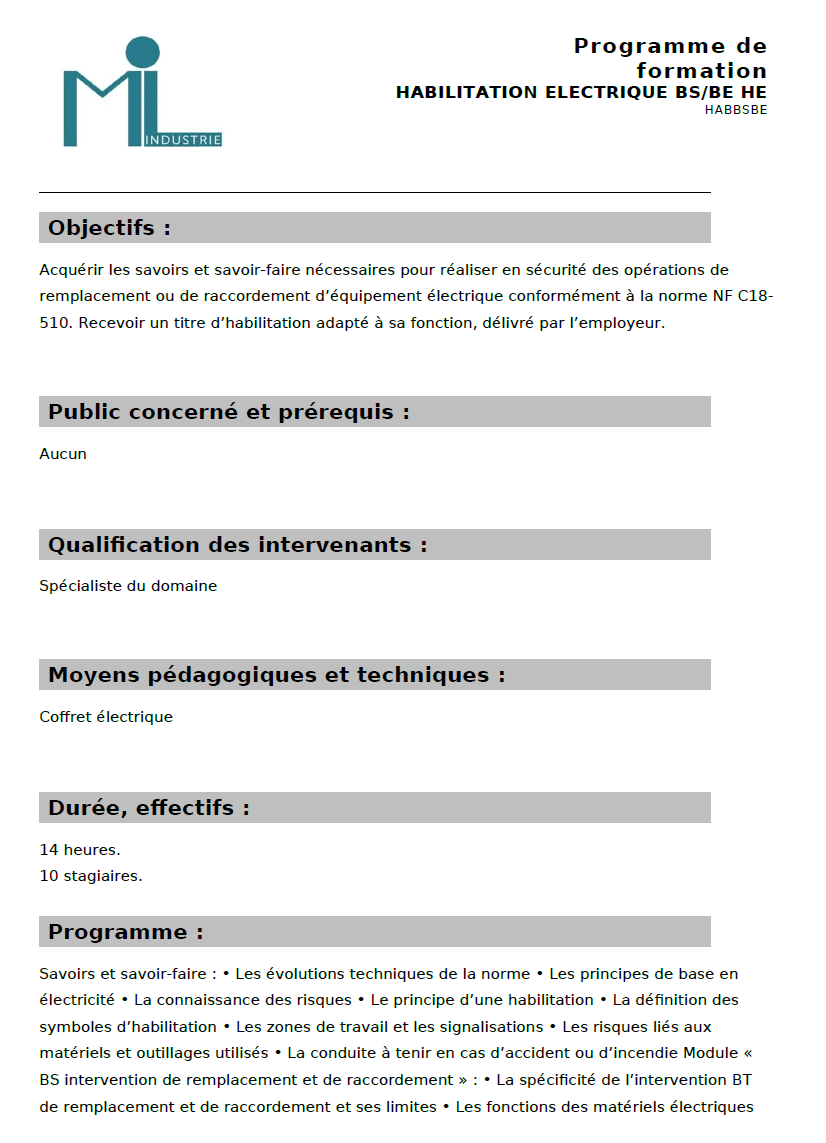 INDUSTRIE
Programme de
formation
HABILITATION ELECTRIQUE BS/BE HE
HABBSBE
Objectifs :
Acquérir les savoirs et savoir-faire nécessaires pour réaliser en sécurité des opérations de
remplacement ou de raccordement d’équipement électrique conformément à la norme NF C18-
510. Recevoir un titre d’habilitation adapté à sa fonction, délivré par l’employeur.
Public concerné et prérequis :
Aucun
Qualification des intervenants :
Spécialiste du domaine
Moyens pédagogiques et techniques :
Coffret électrique
Durée, effectifs :
14 heures.
10 stagiaires.
Programme :
Savoirs et savoir-faire : • Les évolutions techniques de la norme • Les principes de base en
électricité • La connaissance des risques • Le principe d’une habilitation • La définition des
symboles d’habilitation • Les zones de travail et les signalisations • Les risques liés aux
matériels et outillages utilisés • La conduite à tenir en cas d’accident ou d’incendie Module «
BS intervention de remplacement et de raccordement » : • La spécificité de l’intervention BT
de remplacement et de raccordement et ses limites • Les fonctions des matériels électriques